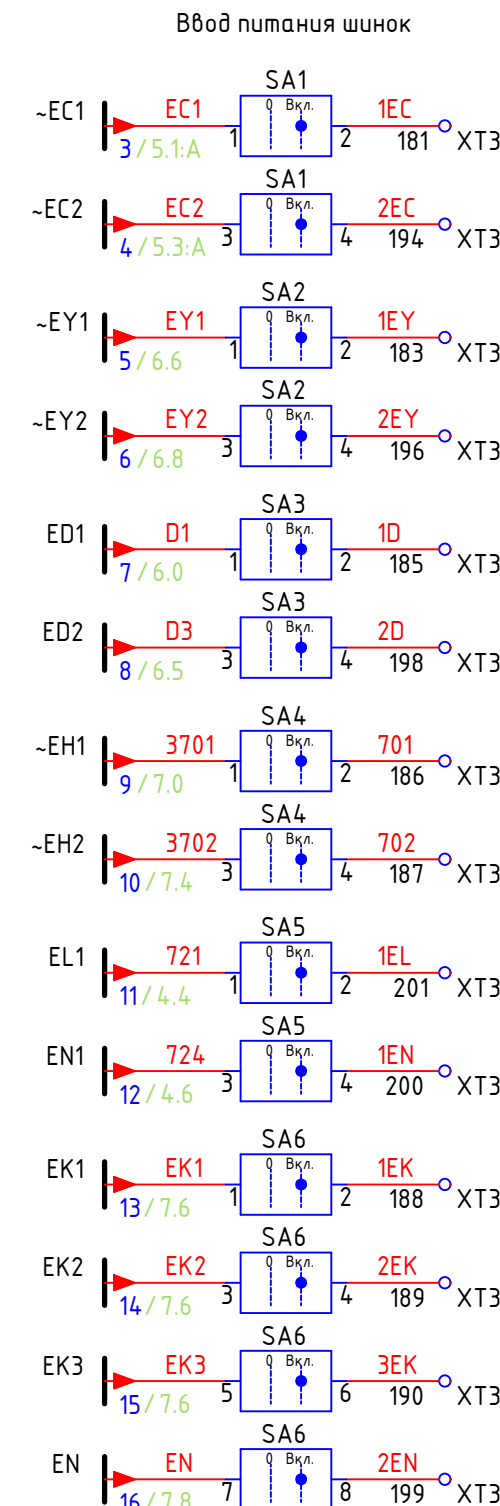 Ввод питания шинок
SA1
~EC1 EC1 0 Вкл. 1EC
3 / 5.1:A 1 2 181 XT3
SA1
~EC2 EC2 0 Вкл. 2EC
4 / 5.3:A 3 4 194 XT3
SA2
~EY1 EY1 0 Вкл. 1EY
5 / 6.6 1 2 183 XT3
SA2
~EY2 EY2 0 Вкл. 2EY
6 / 6.8 3 4 196 XT3
SA3
ED1 D1 0 Вкл. 1D
7 / 6.0 1 2 185 XT3
SA3
ED2 D3 0 Вкл. 2D
8 / 6.5 3 4 198 XT3
SA4
~EH1 3701 0 Вкл. 701
9 / 7.0 1 2 186 XT3
SA4
~EH2 3702 0 Вкл. 702
10 / 7.4 3 4 187 XT3
SA5
EL1 721 0 Вкл. 1EL
11 / 4.4 1 2 201 XT3
SA5
EN1 724 0 Вкл. 1EN
12 / 4.6 3 4 200 XT3
SA6
EK1 EK1 0 Вкл. 1EK
13 / 7.6 1 2 188 XT3
SA6
EK2 EK2 0 Вкл. 2EK
14 / 7.6 3 4 189 XT3
SA6
EK3 EK3 0 Вкл. 3EK
15 / 7.6 5 6 190 XT3
SA6
EN EN 0 Вкл. 2EN
16 / 7.8 7 8 199 XT3